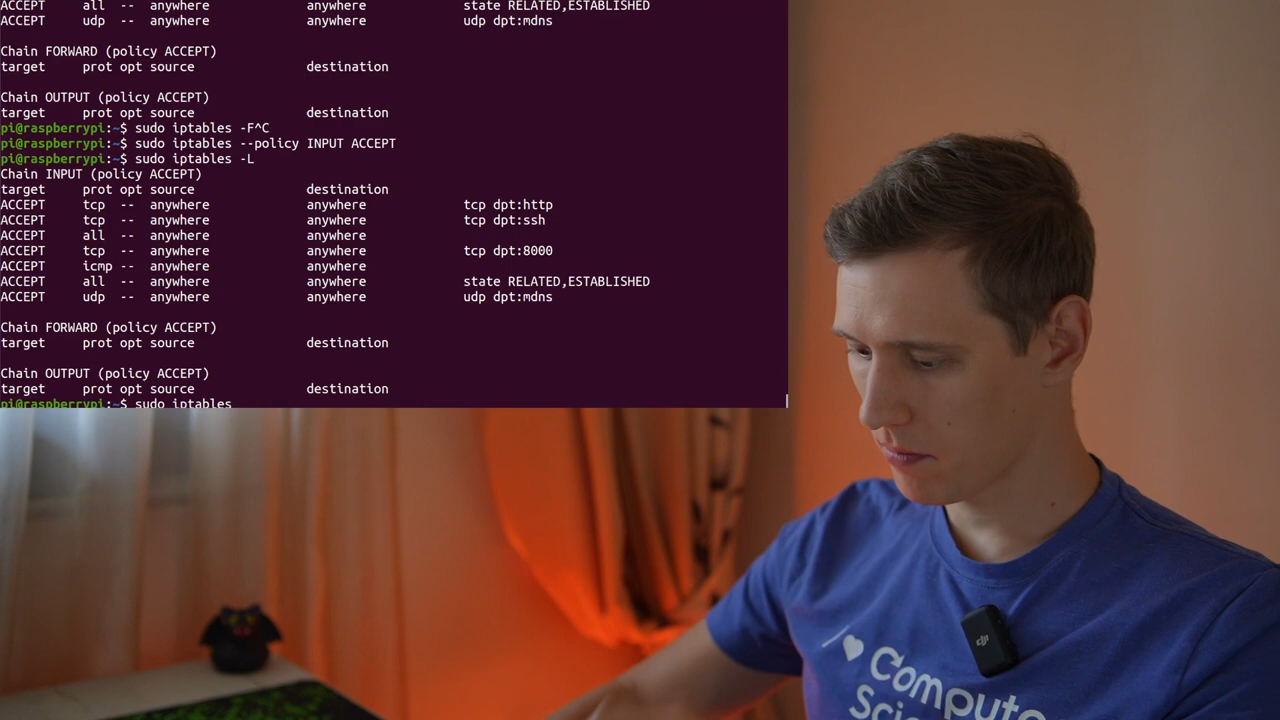 ACCEPT     all  --  anywhere             anywhere             state RELATED,ESTABLISHED
ACCEPT     udp  --  anywhere             anywhere             udp dpt:mdns
Chain FORWARD (policy ACCEPT)
target     prot opt source               destination
Chain OUTPUT (policy ACCEPT)
target     prot opt source               destination
pi@raspberrypi:~$ sudo iptables -F^C
pi@raspberrypi:~$ sudo iptables --policy INPUT ACCEPT
pi@raspberrypi:~$ sudo iptables -L
Chain INPUT (policy ACCEPT)
target     prot opt source               destination
ACCEPT     tcp  --  anywhere             anywhere             tcp dpt:http
ACCEPT     tcp  --  anywhere             anywhere             tcp dpt:ssh
ACCEPT     all  --  anywhere             anywhere
ACCEPT     tcp  --  anywhere             anywhere             tcp dpt:8000
ACCEPT     icmp --  anywhere             anywhere
ACCEPT     all  --  anywhere             anywhere             state RELATED,ESTABLISHED
ACCEPT     udp  --  anywhere             anywhere             udp dpt:mdns
Chain FORWARD (policy ACCEPT)
target     prot opt source               destination
Chain OUTPUT (policy ACCEPT)
target     prot opt source               destination
pi@raspberrypi:~$ sudo iptables
dji
Compute
Scie